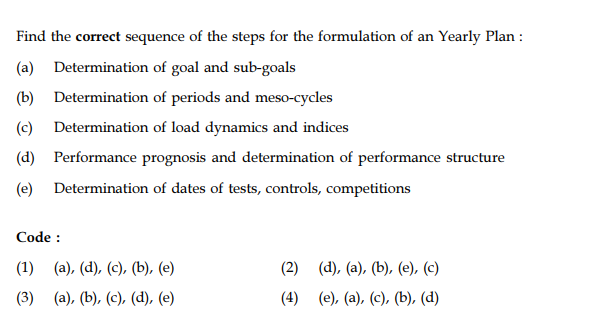 Find the correct sequence of the steps for the formulation of an Yearly Plan :
(a) Determination of goal and sub-goals
(b) Determination of periods and meso-cycles
(c) Determination of load dynamics and indices
(d) Performance prognosis and determination of performance structure
(e) Determination of dates of tests, controls, competitions
Code :
(1) (a), (d), (c), (b), (e) (2) (d), (a), (b), (e), (c)
(3) (a), (b), (c), (d), (e) (4) (e), (a), (c), (b), (d)